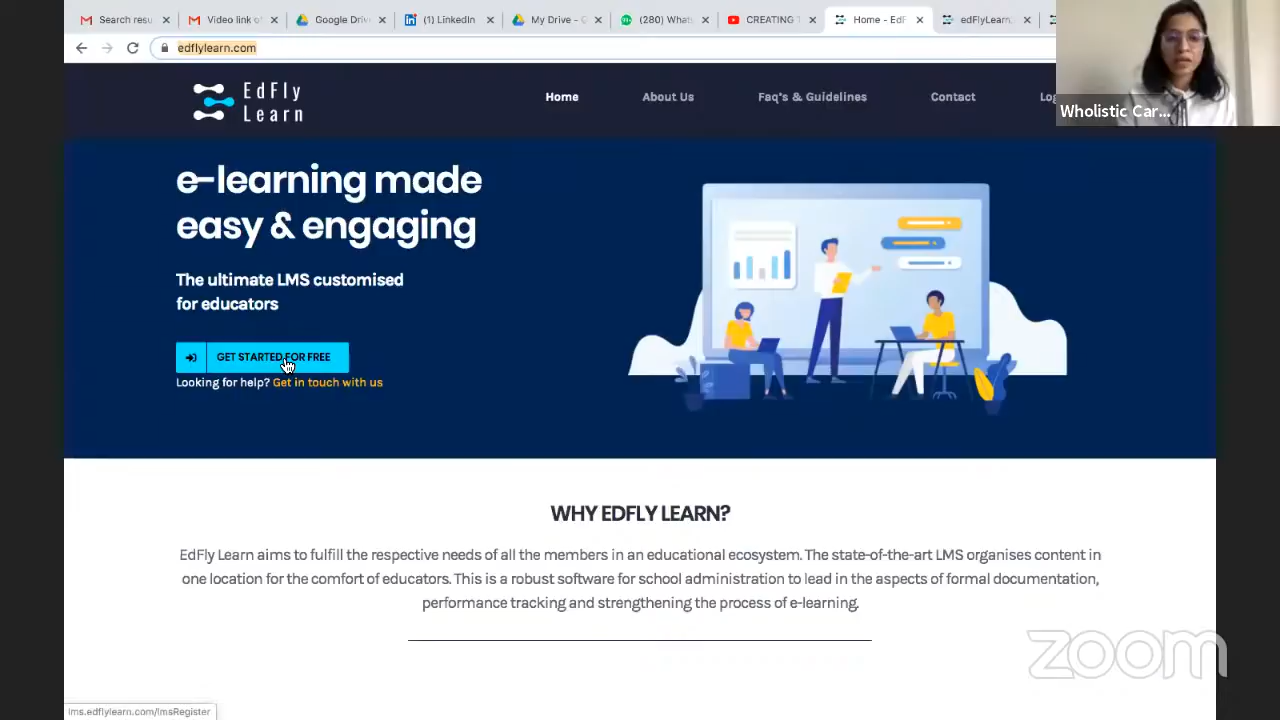 Search resu
Video link o
Google Driv
(1) LinkedIn
My Drive - G
(280) What
CREATING T
Home - EdF
edFlyLearn
edflylearn.com
EdFly
Learn
Home
About Us
Faq's & Guidelines
Contact
Log
Wholistic Car...
e-learning made
easy & engaging
The ultimate LMS customised
for educators
GET STARTED FOR FREE
Looking for help? Get in touch with us
WHY EDFLY LEARN?
EdFly Learn aims to fulfill the respective needs of all the members in an educational ecosystem. The state-of-the-art LMS organises content in
one location for the comfort of educators. This is a robust software for school administration to lead in the aspects of formal documentation,
performance tracking and strengthening the process of e-learning.
zoom
lms.edflylearn.com/lmsRegister